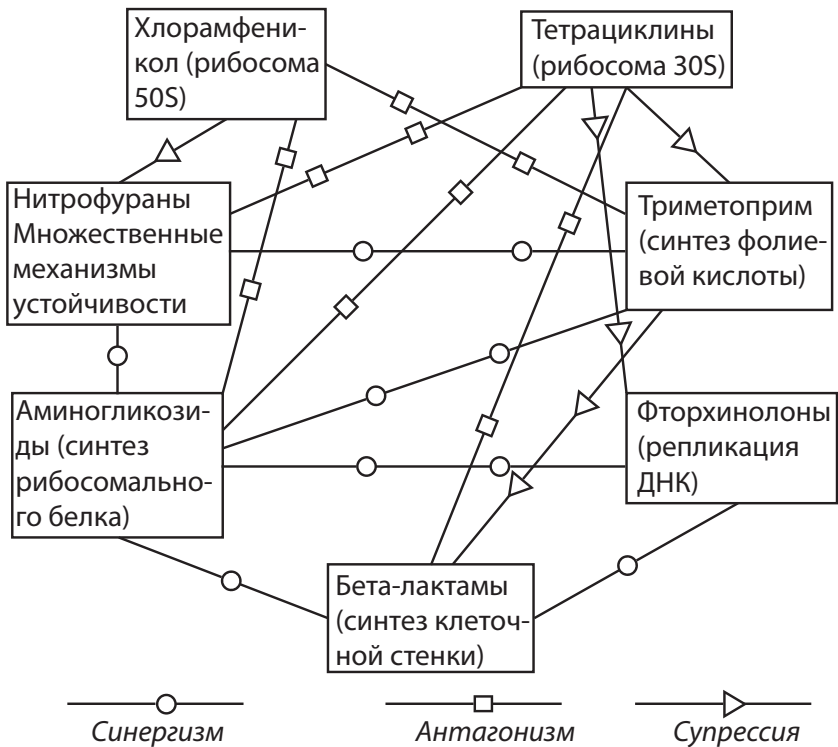 Хлорамфени-
кол (рибосома
50S)
Тетрациклины
(рибосома 30S)
Нитрофураны
Множественные
механизмы
устойчивости
Триметоприм
(синтез фолие-
вой кислоты)
Аминогликози-
ды (синтез
рибосомально-
го белка)
Фторхинолоны
(репликация
ДНК)
Бета-лактамы
(синтез клеточ-
ной стенки)
Синергизм
Антагонизм
Супрессия